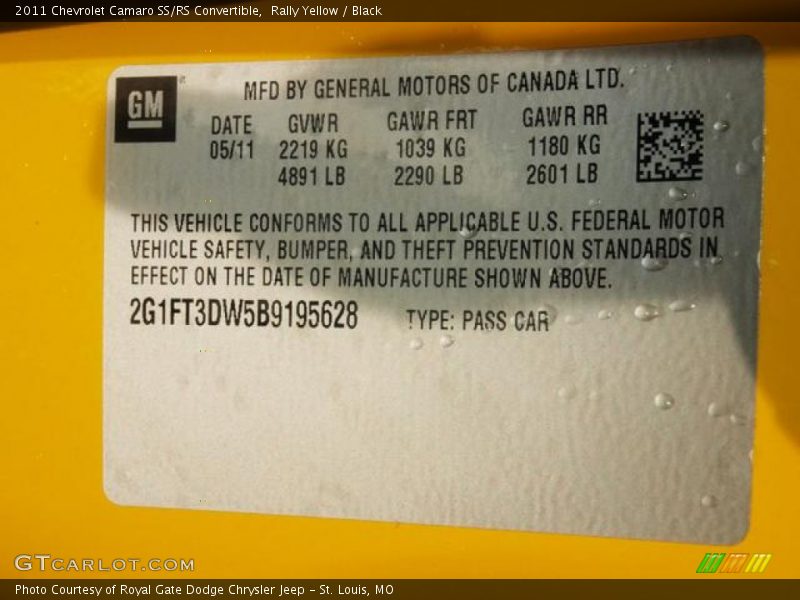 2011 Chevrolet Camaro SS/RS Convertible,  Rally Yellow / Black
GM
MFD BY GENERAL MOTORS OF CANADA LTD.
DATE GVWR GAWR FRT GAWR RR
05/11 2219 KG 1039 KG 1180 KG
4891 LB 2290 LB 2601 LB
THIS VEHICLE CONFORMS TO ALL APPLICABLE U.S. FEDERAL MOTOR
VEHICLE SAFETY, BUMPER, AND THEFT PREVENTION STANDARDS IN
EFFECT ON THE DATE OF MANUFACTURE SHOWN ABOVE.
2G1FT3DW5B9195628 TYPE: PASS CAR
GTCARLOT.COM
Photo Courtesy of Royal Gate Dodge Chrysler Jeep - St. Louis, MO